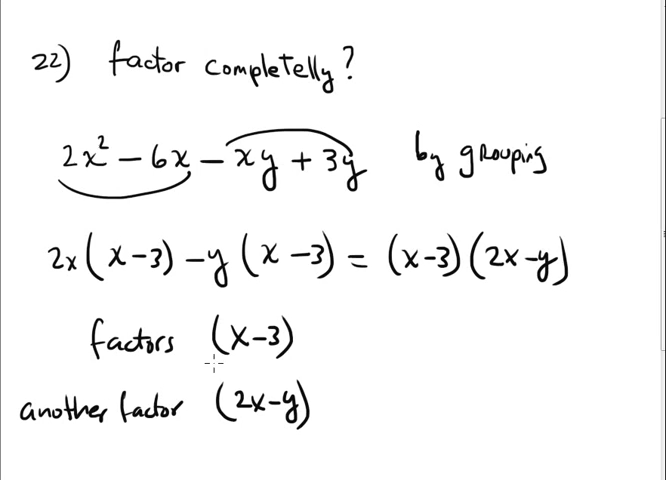 22) factor completelly?
2x² - 6x - xy + 3y by grouping
2x(x-3) - y(x-3) = (x-3)(2x-y)
factors (x-3)
another factor (2x-y)